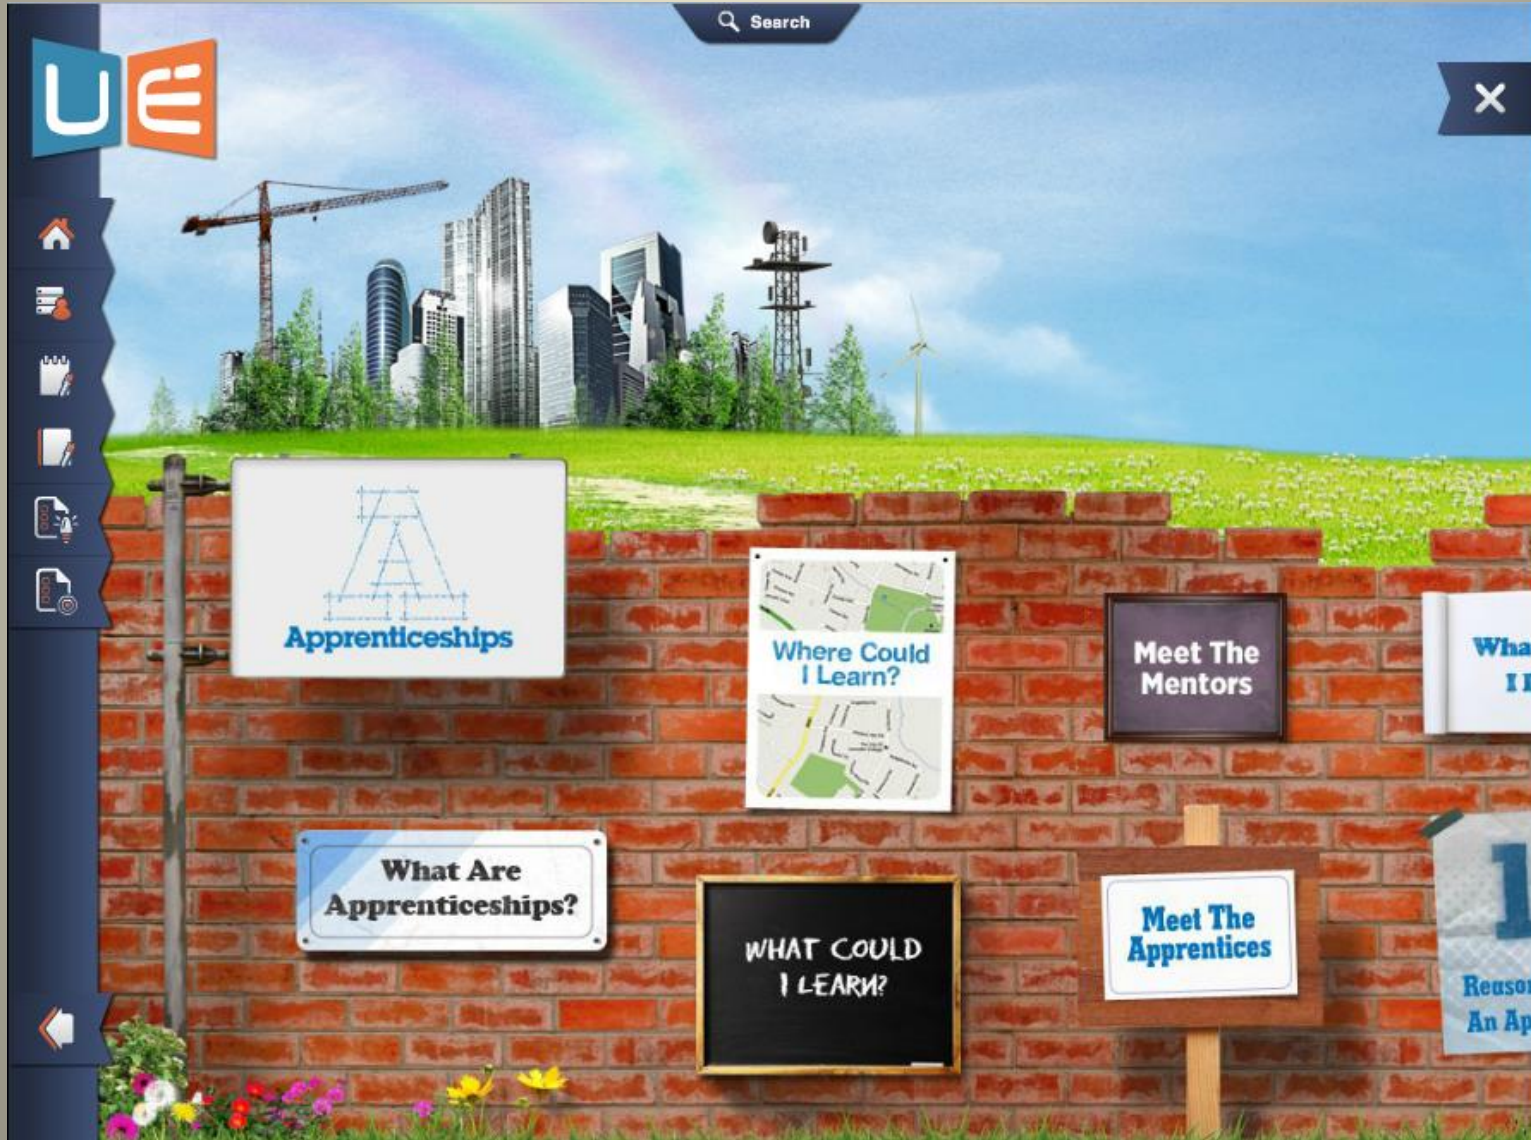 Search
UE
Apprenticeships
Where Could
I Learn?
Meet The
Mentors
What Are
Apprenticeships?
WHAT COULD
I LEARN?
Meet The
Apprentices